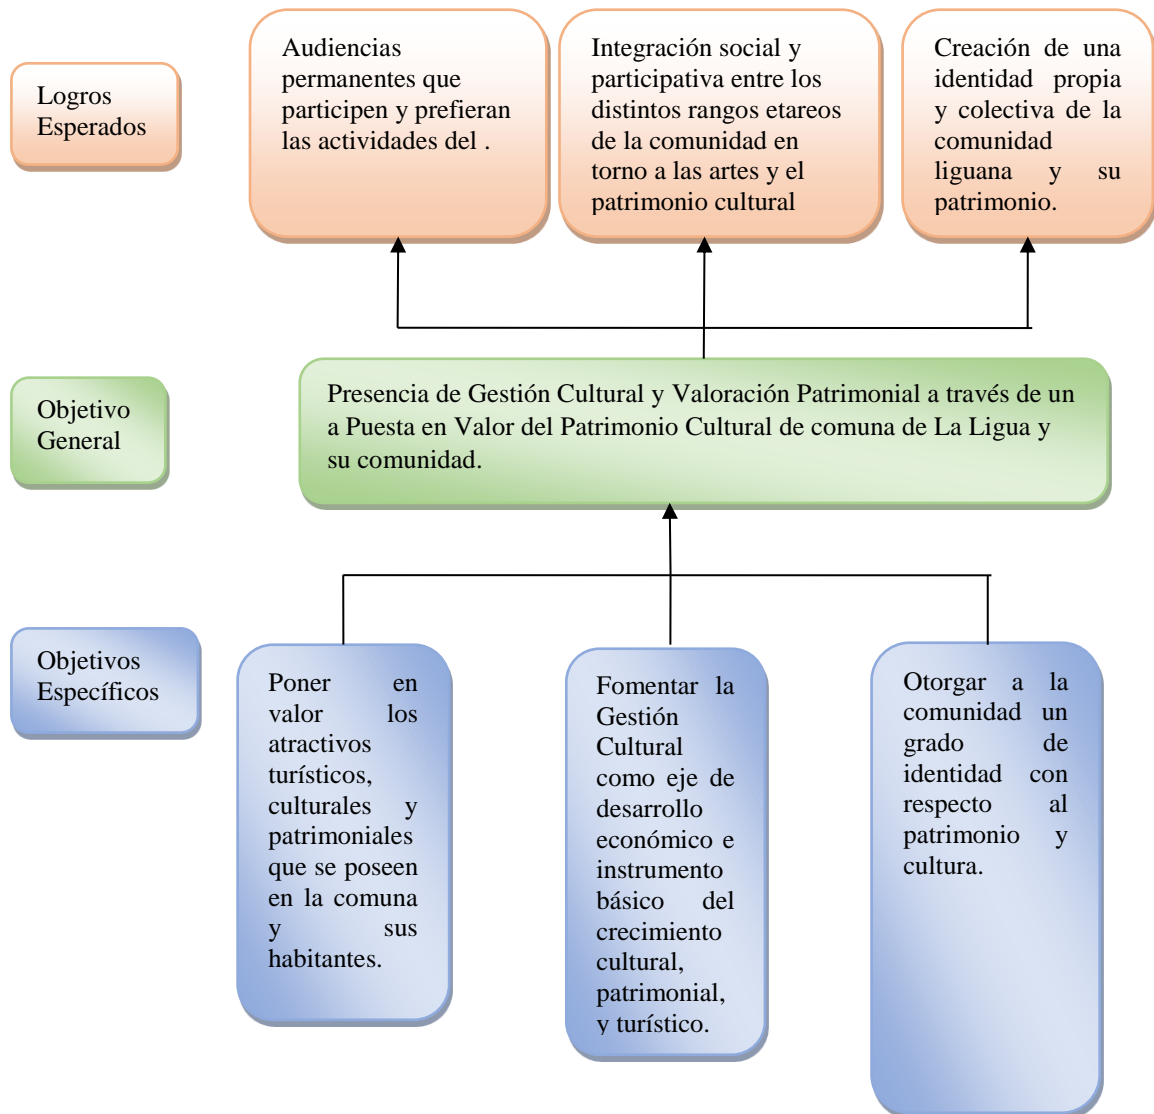 Logros
Esperados
Audiencias
permanentes que
participen y prefieran
las actividades del .
Integración social y
participativa entre los
distintos rangos etareos
de la comunidad en
torno a las artes y el
patrimonio cultural
Creación de una
identidad propia
y colectiva de la
comunidad
liguana y su
patrimonio.
Objetivo
General
Presencia de Gestión Cultural y Valoración Patrimonial a través de un
a Puesta en Valor del Patrimonio Cultural de comuna de La Ligua y
su comunidad.
Objetivos
Específicos
Poner en
valor los
atractivos
turísticos,
culturales y
patrimoniales
que se poseen
en la comuna
y sus
habitantes.
Fomentar la
Gestión
Cultural
como eje de
desarrollo
económico e
instrumento
básico del
crecimiento
cultural,
patrimonial,
y turístico.
Otorgar a la
comunidad un
grado de
identidad con
respecto al
patrimonio y
cultura.